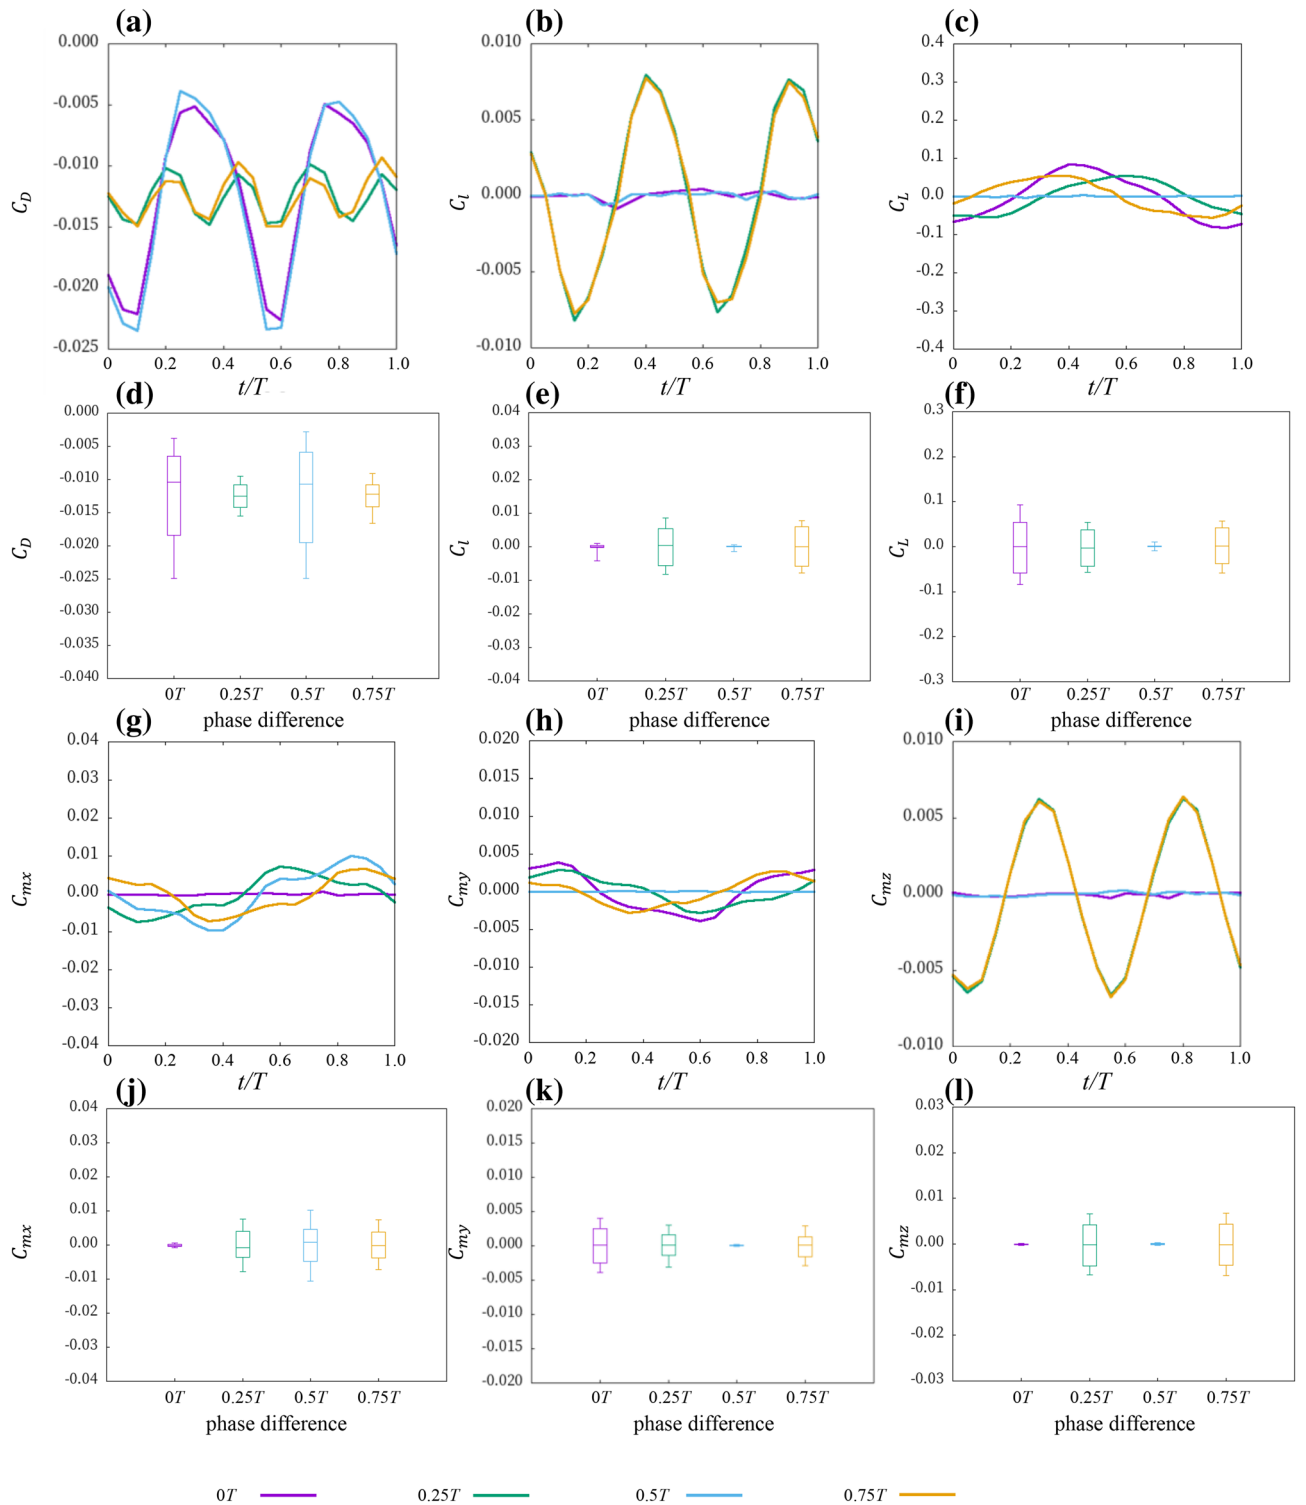 (a) (b) (c)
0.000 0.010 0.4
-0.005 0.005 0.3
-0.010 0.000 0.2
-0.015 -0.005 0.1
-0.020 -0.010 0.0
-0.025 -0.1
-0.2
-0.3
-0.4
C_D C_l C_L
0 0.2 0.4 0.6 0.8 1.0 0 0.2 0.4 0.6 0.8 1.0 0 0.2 0.4 0.6 0.8 1.0
t/T t/T t/T
(d) (e) (f)
0.000 0.04 0.3
-0.005 0.03 0.2
-0.010 0.02 0.1
-0.015 0.01 0.0
-0.020 0.00 -0.1
-0.025 -0.01 -0.2
-0.030 -0.02 -0.3
-0.035 -0.03
-0.040 -0.04
C_D C_l C_L
0T 0.25T 0.5T 0.75T 0T 0.25T 0.5T 0.75T 0T 0.25T 0.5T 0.75T
phase difference phase difference phase difference
(g) (h) (i)
0.04 0.020 0.010
0.03 0.015 0.005
0.02 0.010 0.000
0.01 0.005 -0.005
0.00 0.000 -0.010
-0.01 -0.005
-0.02 -0.010
-0.03 -0.015
-0.04 -0.020
C_mx C_my C_mz
0 0.2 0.4 0.6 0.8 1.0 0 0.2 0.4 0.6 0.8 1.0 0 0.2 0.4 0.6 0.8 1.0
t/T t/T t/T
(j) (k) (l)
0.04 0.020 0.03
0.03 0.015 0.02
0.02 0.010 0.01
0.01 0.005 0.00
0.00 0.000 -0.01
-0.01 -0.005 -0.02
-0.02 -0.010 -0.03
-0.03 -0.015
-0.04 -0.020
C_mx C_my C_mz
0T 0.25T 0.5T 0.75T 0T 0.25T 0.5T 0.75T 0T 0.25T 0.5T 0.75T
phase difference phase difference phase difference
0T 0.25T 0.5T 0.75T